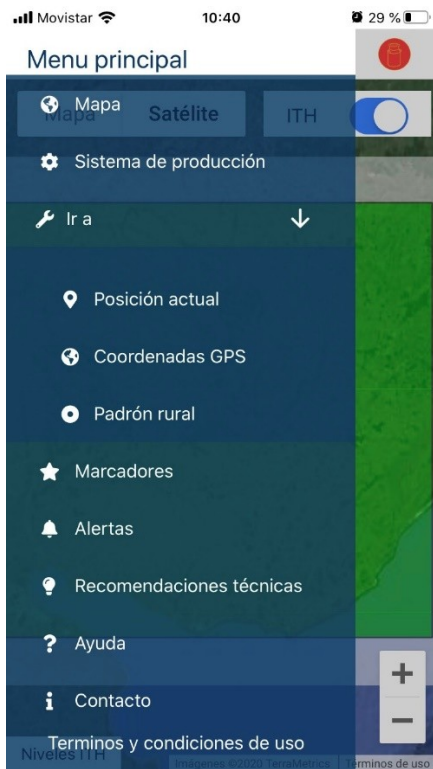 Movistar 10:40 29 %
Menu principal
Mapa
Mapa Satélite ITH
Sistema de producción
Ir a
Posición actual
Coordenadas GPS
Padrón rural
Marcadores
Alertas
Recomendaciones técnicas
Ayuda
Contacto
+
−
Terminos y condiciones de uso
Niveles ITH
Imágenes ©2020 TerraMetrics Términos de uso